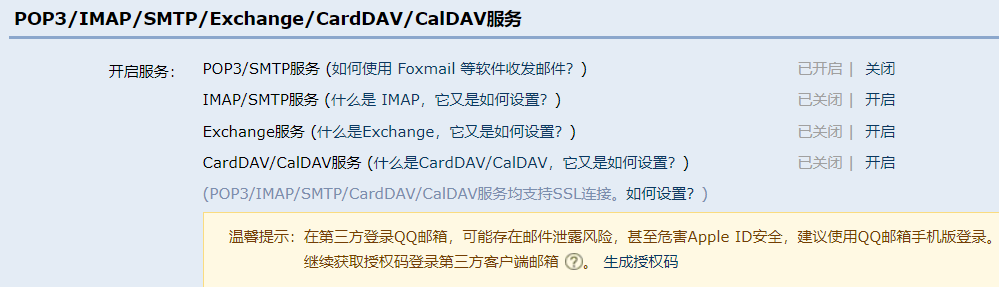 POP3/IMAP/SMTP/Exchange/CardDAV/CalDAV服务
开启服务： POP3/SMTP服务 (如何使用 Foxmail 等软件收发邮件？) 已开启 | 关闭
IMAP/SMTP服务 (什么是 IMAP，它又是如何设置？) 已关闭 | 开启
Exchange服务 (什么是Exchange，它又是如何设置？) 已关闭 | 开启
CardDAV/CalDAV服务 (什么是CardDAV/CalDAV，它又是如何设置？) 已关闭 | 开启
(POP3/IMAP/SMTP/CardDAV/CalDAV服务均支持SSL连接。如何设置？)
温馨提示：在第三方登录QQ邮箱，可能存在邮件泄露风险，甚至危害Apple ID安全，建议使用QQ邮箱手机版登录。
继续获取授权码登录第三方客户端邮箱 ?。 生成授权码